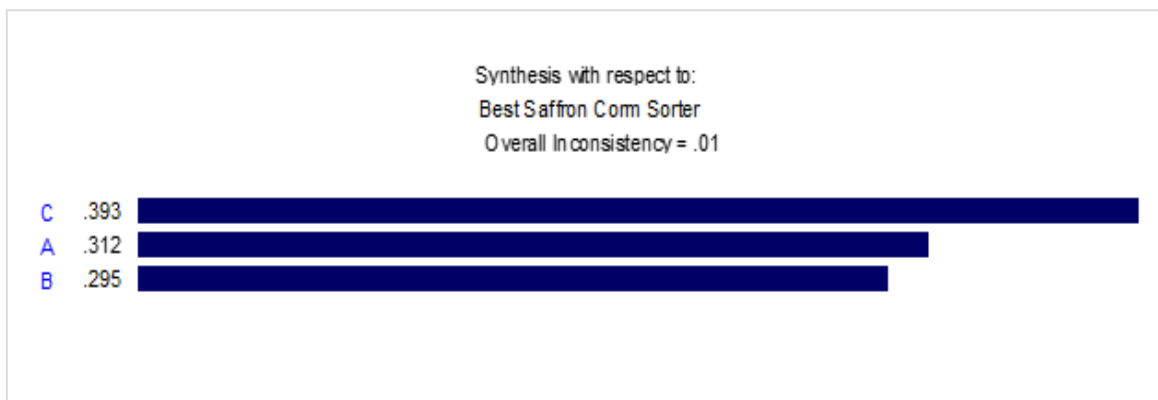 Synthesis with respect to:
Best Saffron Corm Sorter
Overall Inconsistency = .01
C .393
A .312
B .295